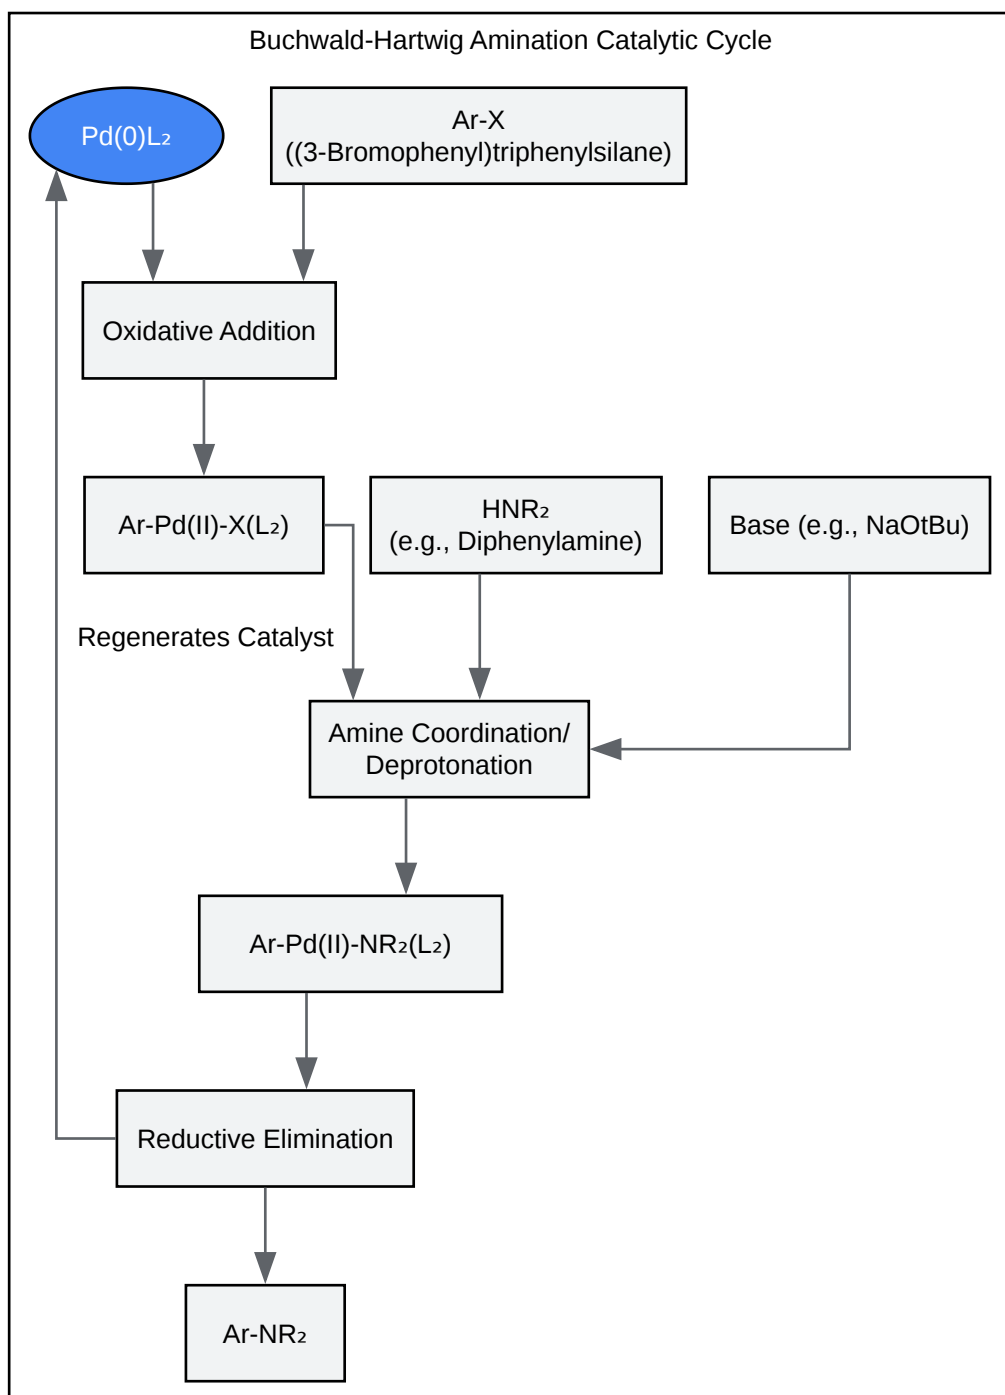 Buchwald-Hartwig Amination Catalytic Cycle
Pd(0)L₂
Ar-X
((3-Bromophenyl)triphenylsilane)
Oxidative Addition
Ar-Pd(II)-X(L₂)
HNR₂
(e.g., Diphenylamine)
Base (e.g., NaOtBu)
Regenerates Catalyst
Amine Coordination/
Deprotonation
Ar-Pd(II)-NR₂(L₂)
Reductive Elimination
Ar-NR₂